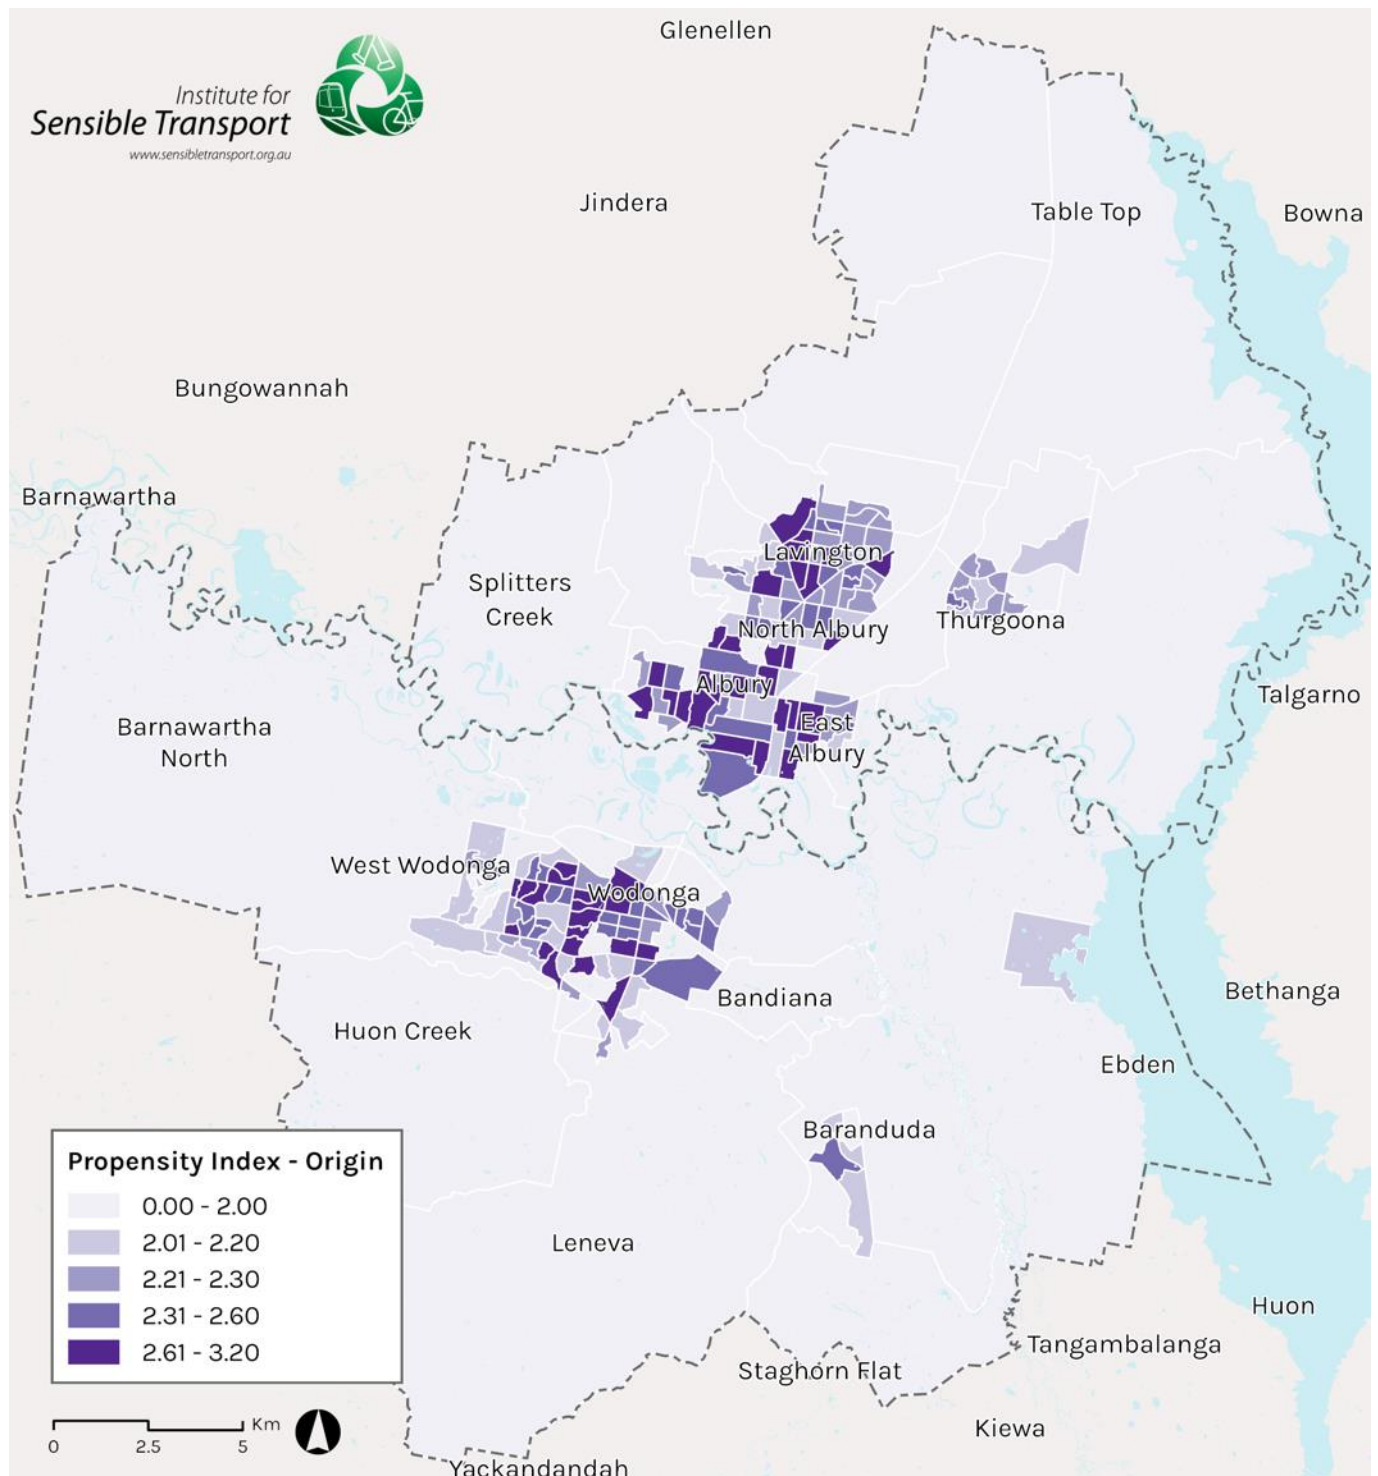 Glenellen
Institute for
Sensible Transport
www.sensibletransport.org.au
Jindera
Table Top
Bowna
Bungowannah
Barnawartha
Lavington
Splitters
Creek
Thurgoona
North Albury
Albury
Talgarno
East
Albury
Barnawartha
North
West Wodonga
Wodonga
Bandiana
Bethanga
Huon Creek
Ebden
Baranduda
Propensity Index - Origin
0.00 - 2.00
2.01 - 2.20
2.21 - 2.30
2.31 - 2.60
2.61 - 3.20
Leneva
Huon
Tangambalanga
Staghorn Flat
Kiewa
Km
0 2.5 5
Yackandandah